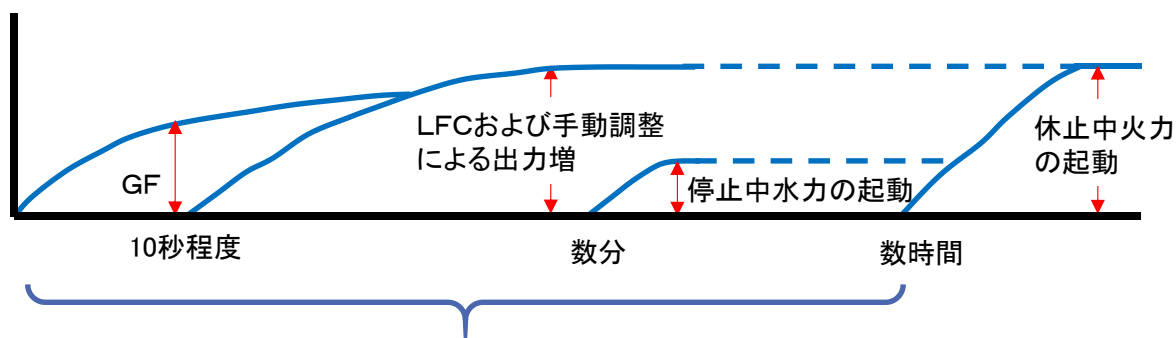 LFCおよび手動調整
による出力増
休止中火力
の起動
GF
停止中水力の起動
10秒程度
数分
数時間